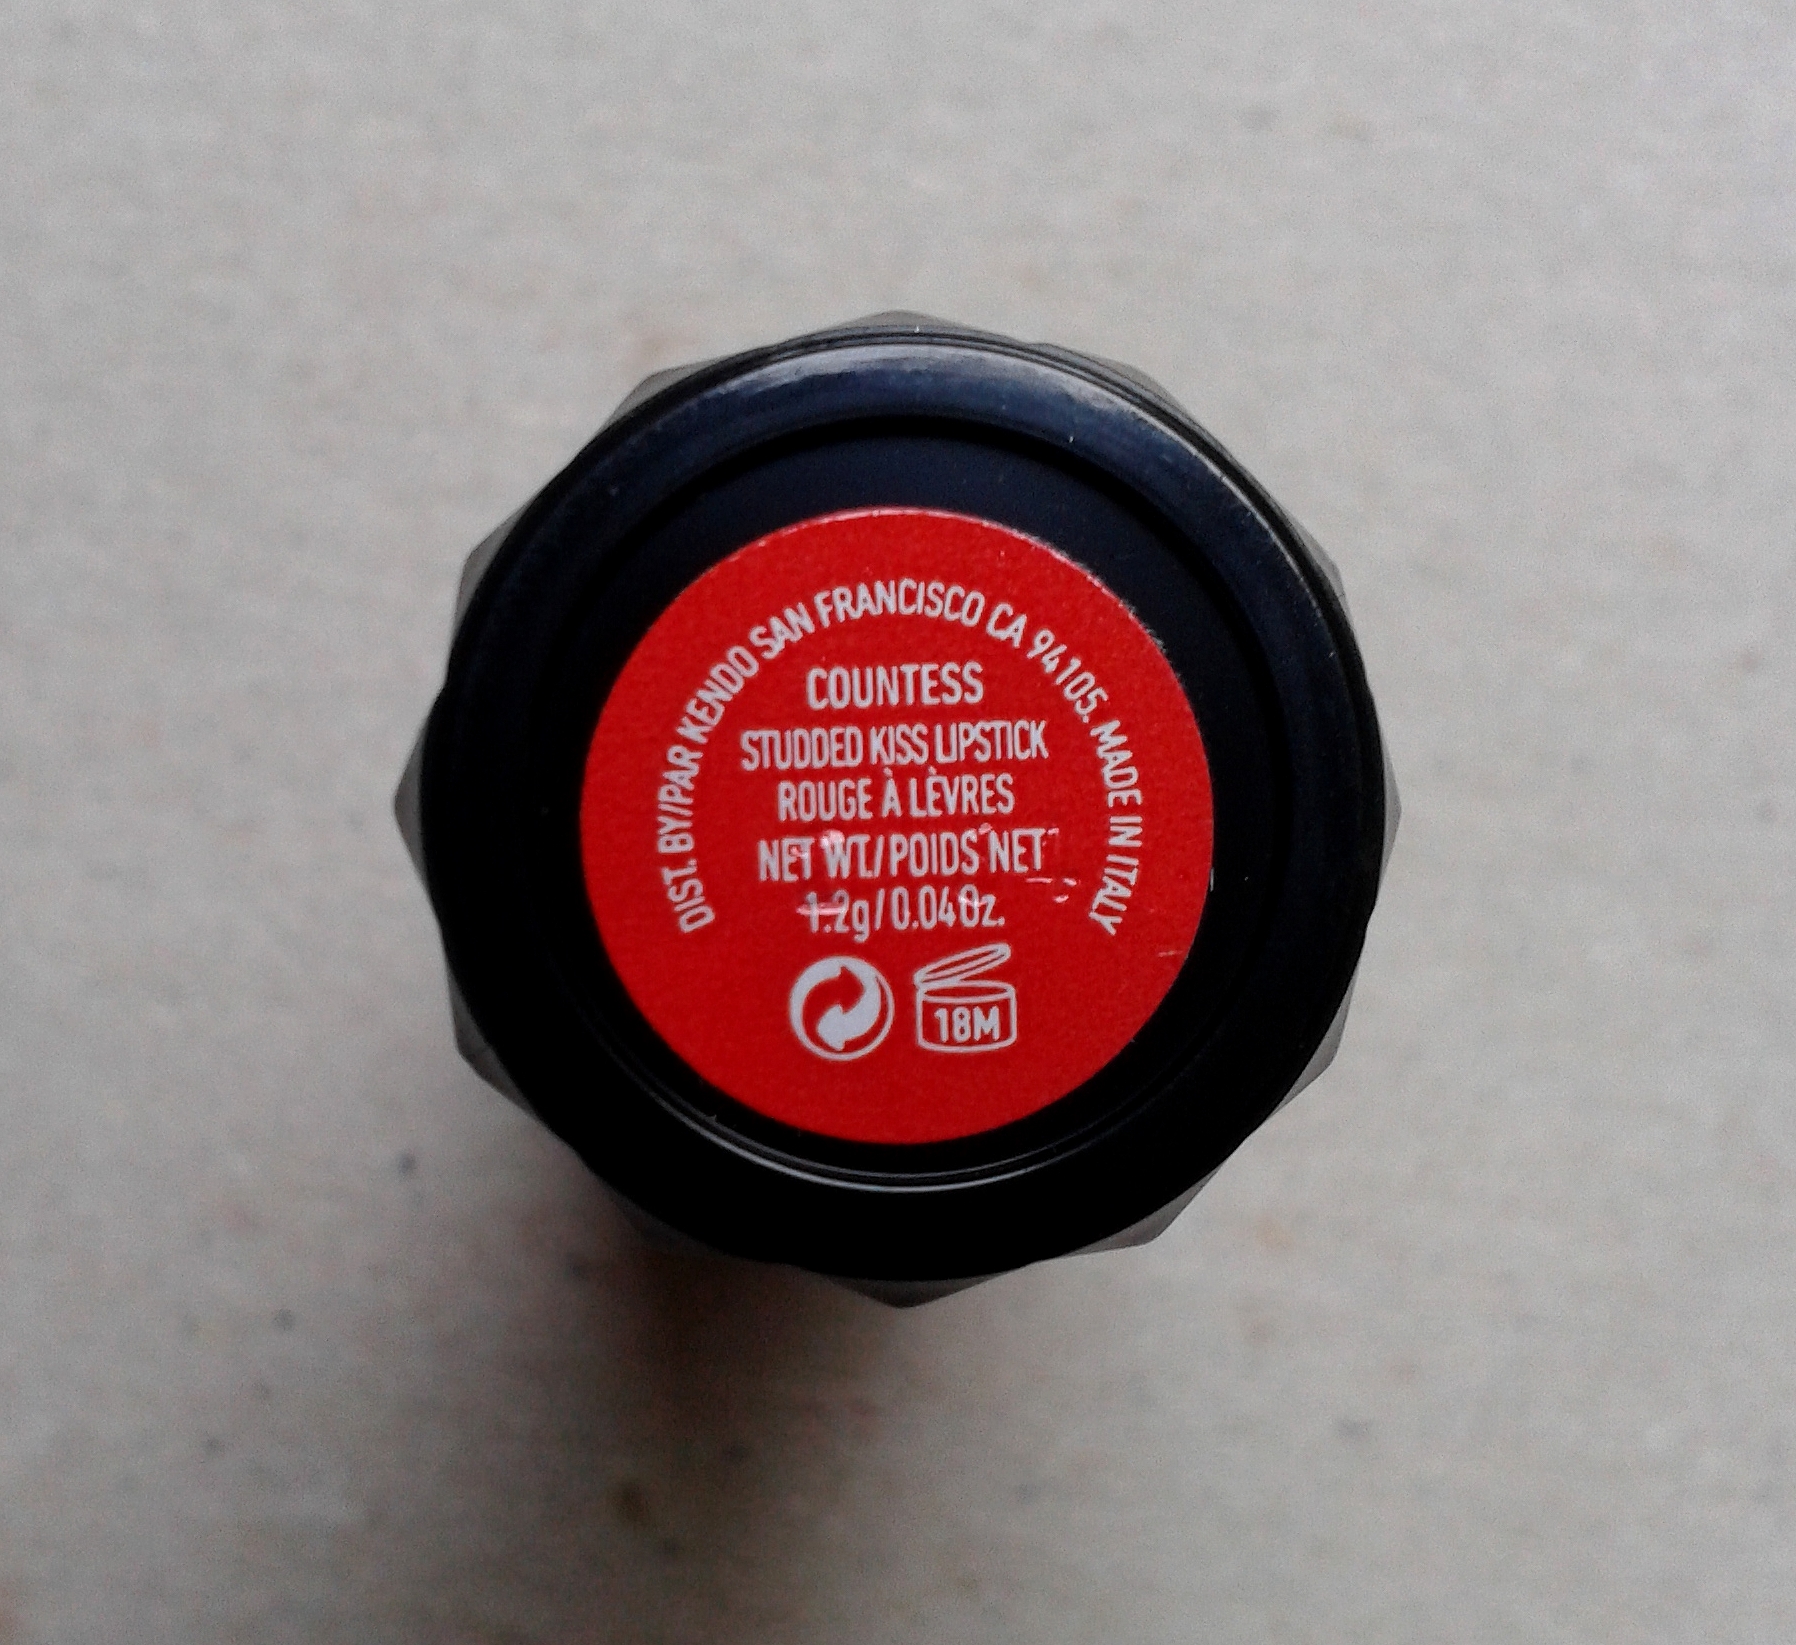 DIST. BY/PAR KENDO SAN FRANCISCO CA 94105. MADE IN ITALY
COUNTESS
STUDDED KISS LIPSTICK
ROUGE À LÈVRES
NET WT./POIDS NET
1.2g/0.04Oz.
18M